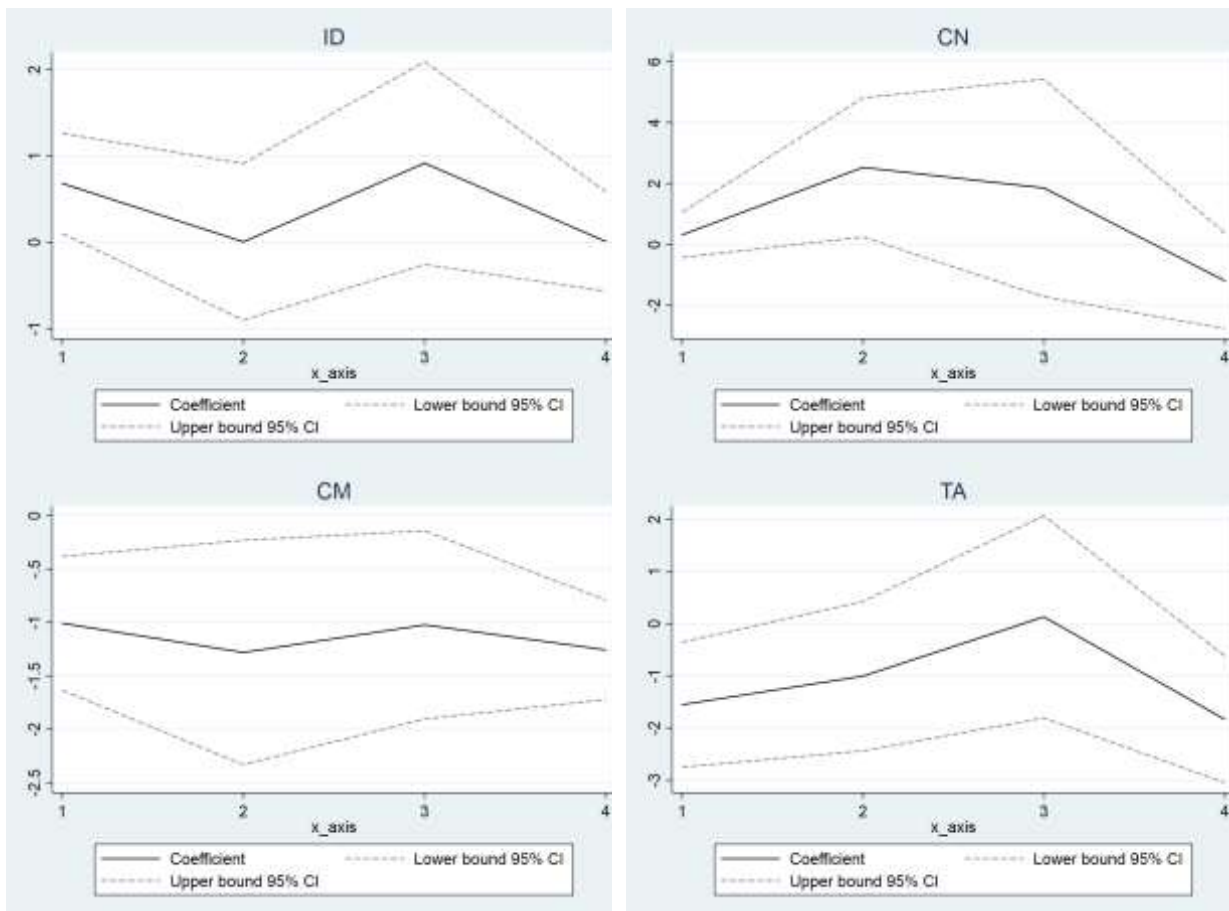 ID
2
1
0
-1
1 2 3 4
x_axis
Coefficient Lower bound 95% CI
Upper bound 95% CI
CN
6
4
2
0
-2
1 2 3 4
x_axis
Coefficient Lower bound 95% CI
Upper bound 95% CI
CM
0
-.5
-1
-1.5
-2
-2.5
1 2 3 4
x_axis
Coefficient Lower bound 95% CI
Upper bound 95% CI
TA
2
1
0
-1
-2
-3
1 2 3 4
x_axis
Coefficient Lower bound 95% CI
Upper bound 95% CI